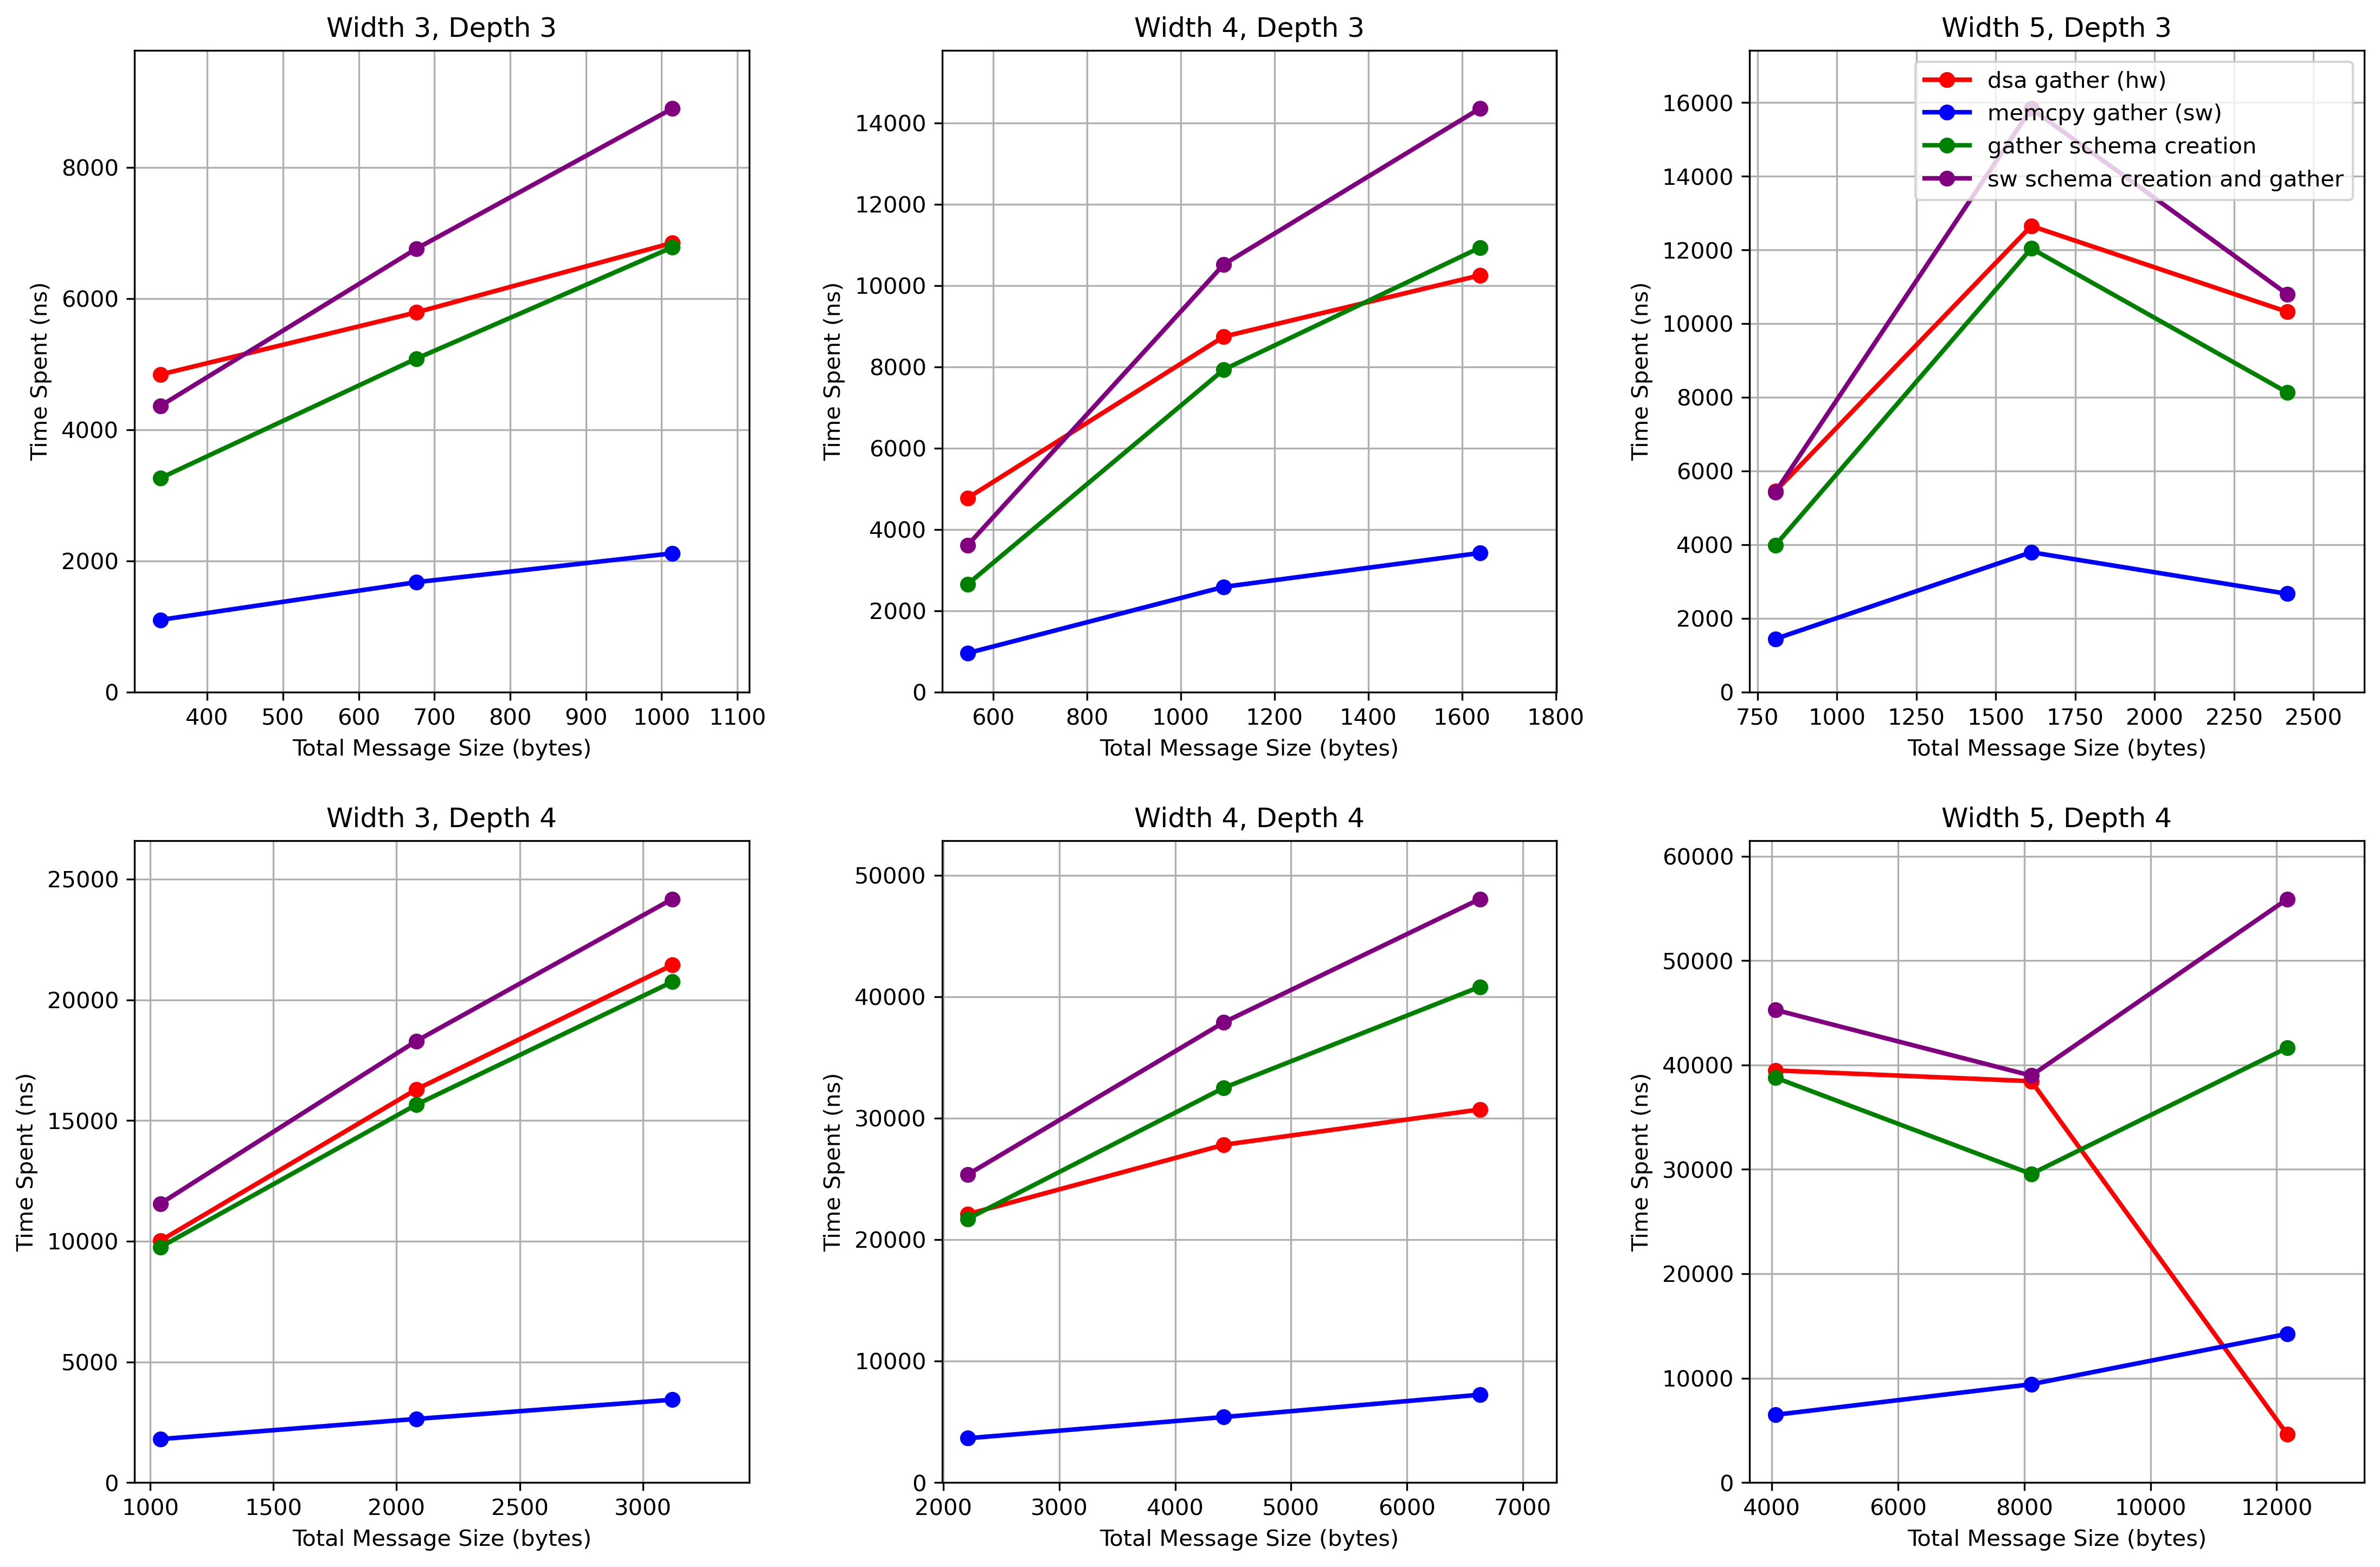 Width 3, Depth 3
Time Spent (ns)
8000
6000
4000
2000
0
400 500 600 700 800 900 1000 1100
Total Message Size (bytes)
Width 4, Depth 3
Time Spent (ns)
14000
12000
10000
8000
6000
4000
2000
0
600 800 1000 1200 1400 1600 1800
Total Message Size (bytes)
Width 5, Depth 3
dsa gather (hw)
memcpy gather (sw)
gather schema creation
sw schema creation and gather
Time Spent (ns)
16000
14000
12000
10000
8000
6000
4000
2000
0
750 1000 1250 1500 1750 2000 2250 2500
Total Message Size (bytes)
Width 3, Depth 4
Time Spent (ns)
25000
20000
15000
10000
5000
0
1000 1500 2000 2500 3000
Total Message Size (bytes)
Width 4, Depth 4
Time Spent (ns)
50000
40000
30000
20000
10000
0
2000 3000 4000 5000 6000 7000
Total Message Size (bytes)
Width 5, Depth 4
Time Spent (ns)
60000
50000
40000
30000
20000
10000
0
4000 6000 8000 10000 12000
Total Message Size (bytes)